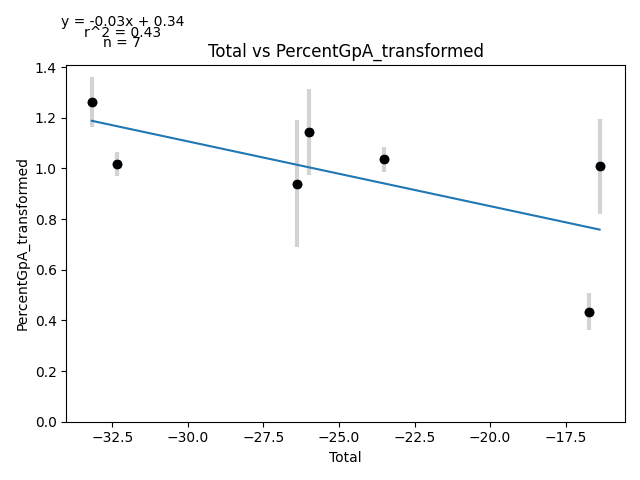 y = -0.03x + 0.34
r^2 = 0.43
n = 7
Total vs PercentGpA_transformed
PercentGpA_transformed
1.4
1.2
1.0
0.8
0.6
0.4
0.2
0.0
−32.5 −30.0 −27.5 −25.0 −22.5 −20.0 −17.5
Total